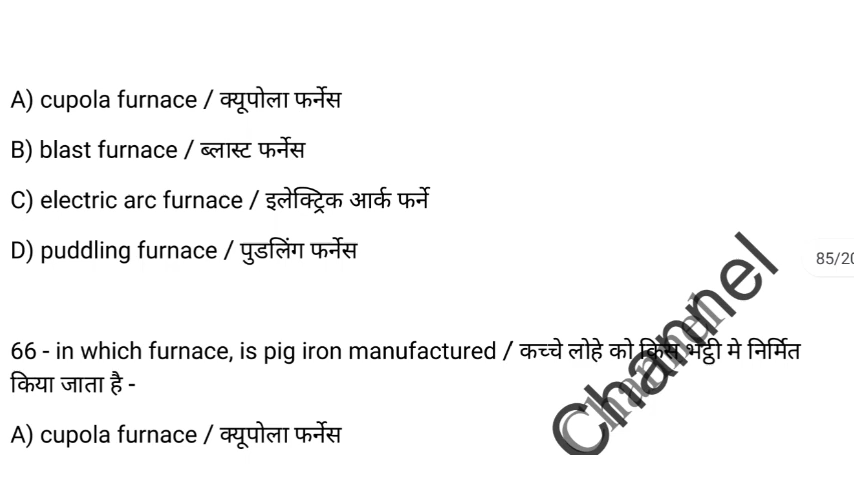 A) cupola furnace / क्यूपोला फर्नेस
B) blast furnace / ब्लास्ट फर्नेस
C) electric arc furnace / इलेक्ट्रिक आर्क फर्ने
D) puddling furnace / पुडलिंग फर्नेस
85/20
66 - in which furnace, is pig iron manufactured / कच्चे लोहे को किस भट्ठी मे निर्मित
किया जाता है -
A) cupola furnace / क्यूपोला फर्नेस
Channel